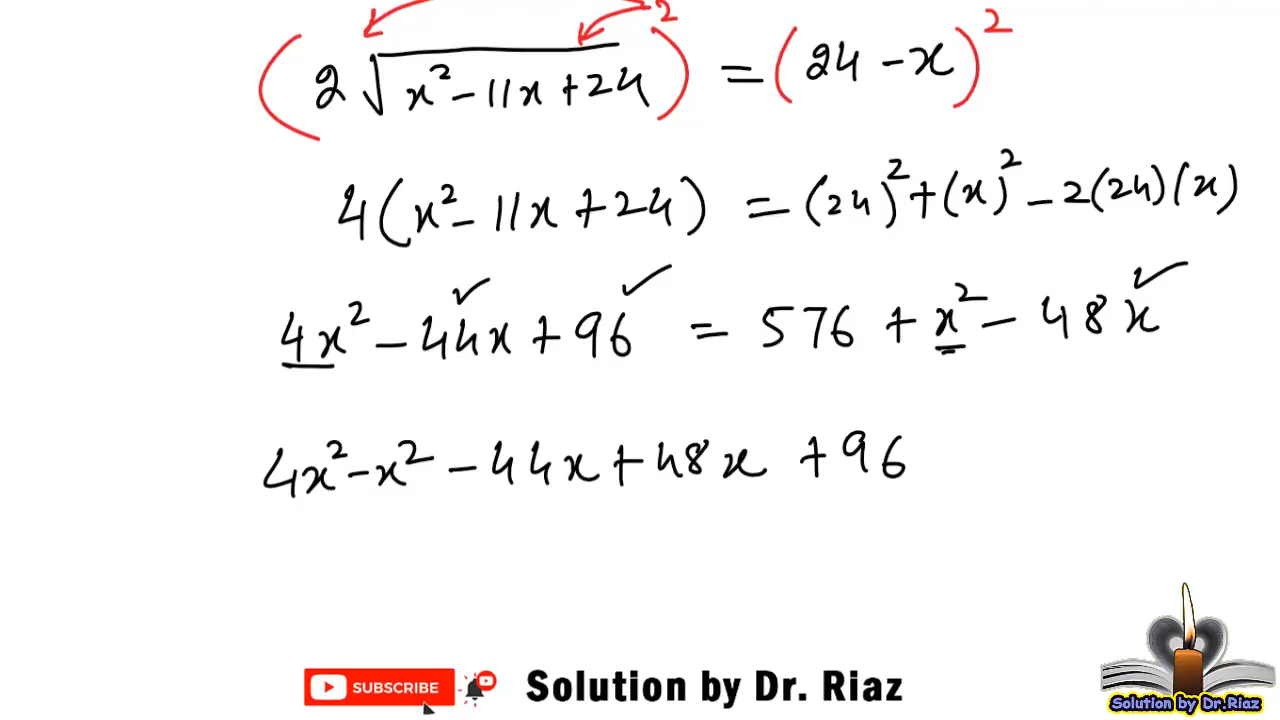 (2√x² - 11x + 24)² = (24 - x)²
4(x² - 11x + 24) = (24)² + (x)² - 2(24)(x)
4x² - 44x + 96 = 576 + x² - 48x
4x² - x² - 44x + 48x + 96
SUBSCRIBE
Solution by Dr. Riaz
Solution by Dr.Riaz